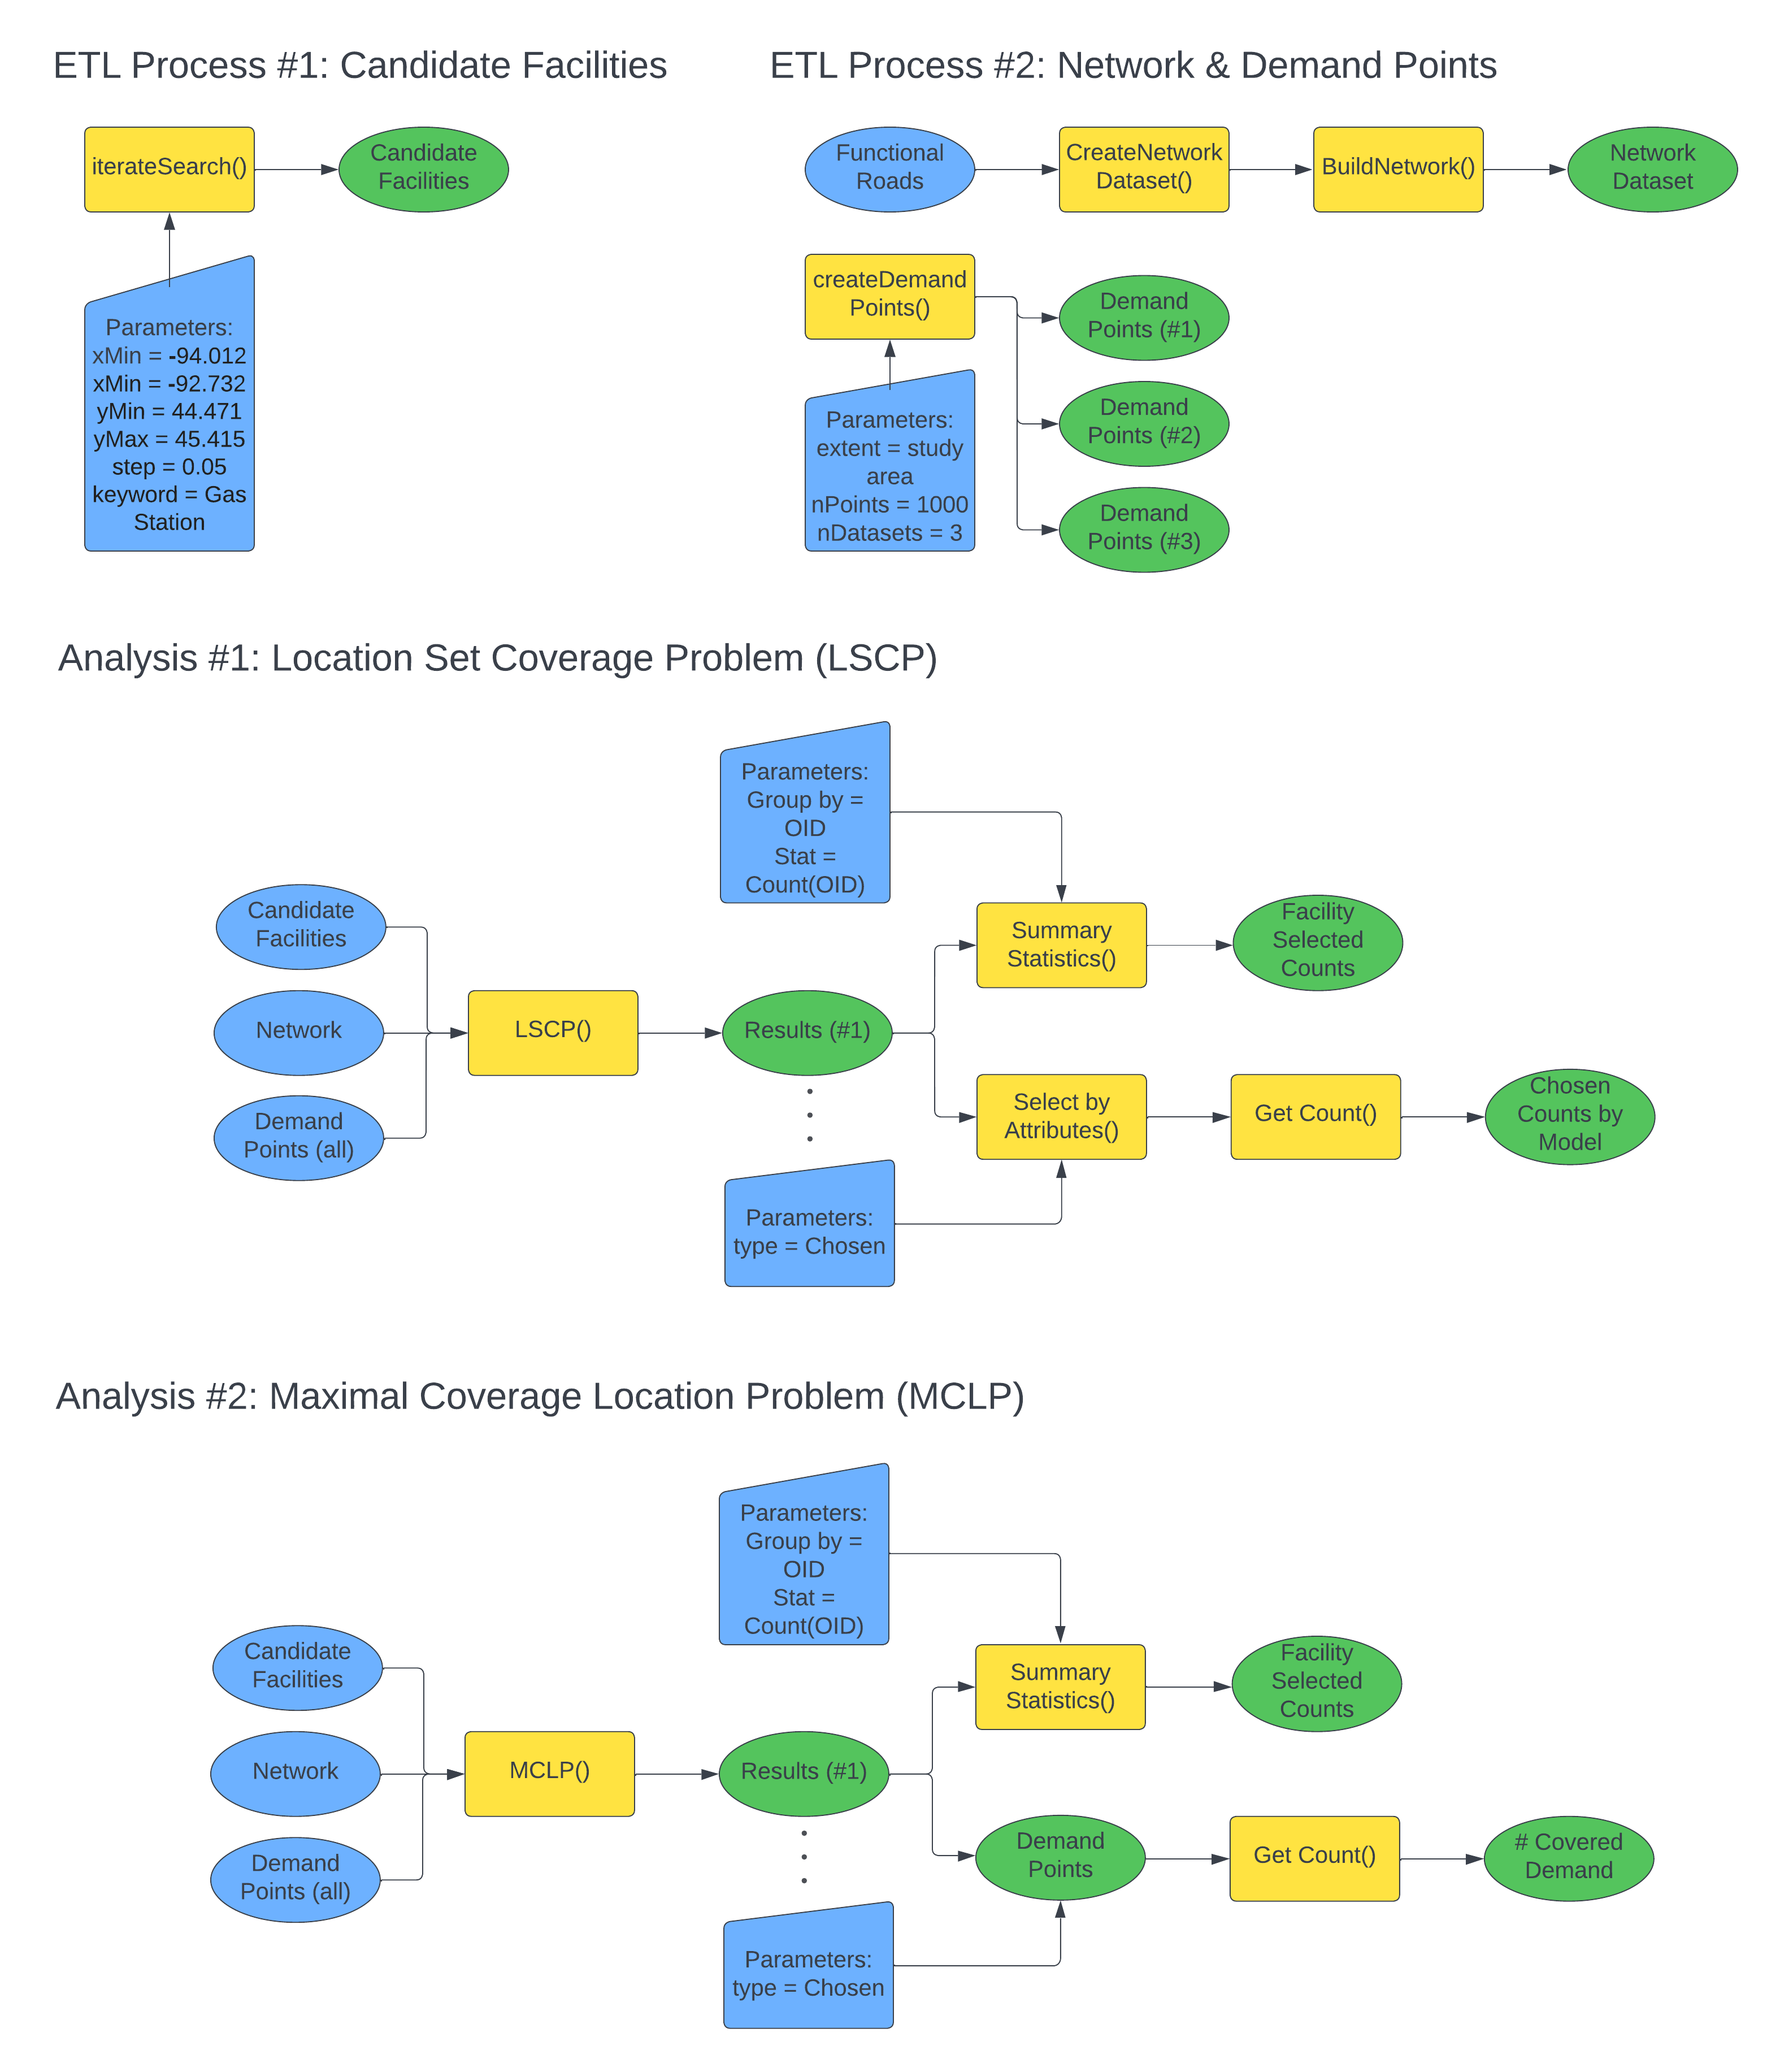 ETL Process #1: Candidate Facilities
iterateSearch()
Candidate
Facilities
Parameters:
xMin = -94.012
xMin = -92.732
yMin = 44.471
yMax = 45.415
step = 0.05
keyword = Gas
Station
ETL Process #2: Network & Demand Points
Functional
Roads
CreateNetwork
Dataset()
BuildNetwork()
Network
Dataset
createDemand
Points()
Parameters:
extent = study
area
nPoints = 1000
nDatasets = 3
Demand
Points (#1)
Demand
Points (#2)
Demand
Points (#3)
Analysis #1: Location Set Coverage Problem (LSCP)
Parameters:
Group by =
OID
Stat =
Count(OID)
Candidate
Facilities
Network
Demand
Points (all)
LSCP()
Results (#1)
Summary
Statistics()
Facility
Selected
Counts
Select by
Attributes()
Get Count()
Chosen
Counts by
Model
Parameters:
type = Chosen
Analysis #2: Maximal Coverage Location Problem (MCLP)
Parameters:
Group by =
OID
Stat =
Count(OID)
Candidate
Facilities
Network
Demand
Points (all)
MCLP()
Results (#1)
Summary
Statistics()
Facility
Selected
Counts
Demand
Points
Get Count()
# Covered
Demand
Parameters:
type = Chosen